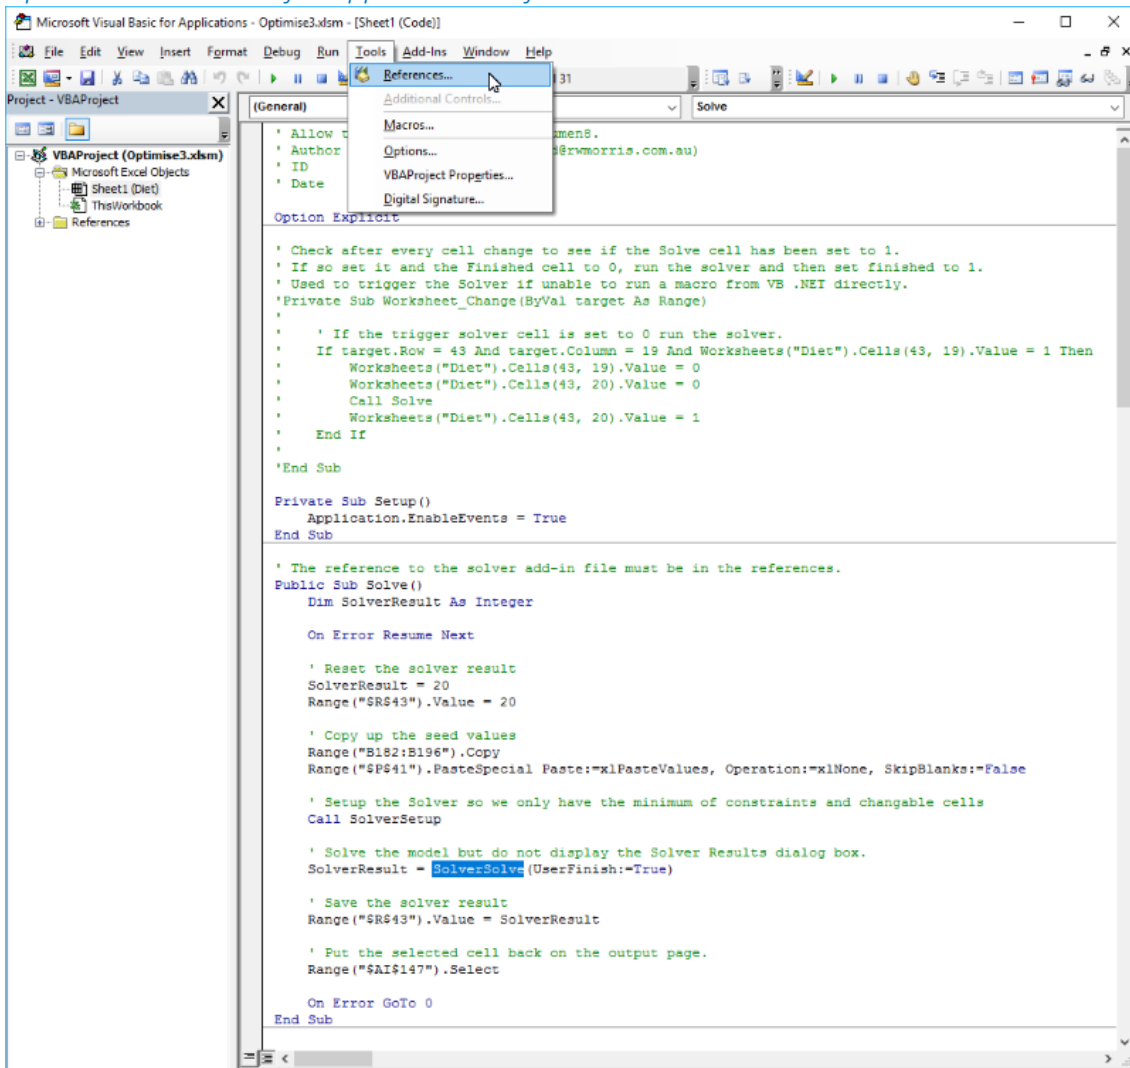 Microsoft Visual Basic for Applications - Optimise3.xlsm - [Sheet1 (Code)]
File Edit View Insert Format Debug Run Tools Add-Ins Window Help
31
Project - VBAProject
VBAProject (Optimise3.xlsm)
Microsoft Excel Objects
Sheet1 (Diet)
ThisWorkbook
References
References...
Additional Controls...
Macros...
Options...
VBAProject Properties...
Digital Signature...
(General) Solve
' Allow t umen8.
' Author d@rwmorris.com.au)
' ID
' Date
Option Explicit
' Check after every cell change to see if the Solve cell has been set to 1.
' If so set it and the Finished cell to 0, run the solver and then set finished to 1.
' Used to trigger the Solver if unable to run a macro from VB .NET directly.
'Private Sub Worksheet_Change(ByVal target As Range)
'
' ' If the trigger solver cell is set to 0 run the solver.
' If target.Row = 43 And target.Column = 19 And Worksheets("Diet").Cells(43, 19).Value = 1 Then
' Worksheets("Diet").Cells(43, 19).Value = 0
' Worksheets("Diet").Cells(43, 20).Value = 0
' Call Solve
' Worksheets("Diet").Cells(43, 20).Value = 1
' End If
'
'End Sub
Private Sub Setup()
Application.EnableEvents = True
End Sub
' The reference to the solver add-in file must be in the references.
Public Sub Solve()
Dim SolverResult As Integer
On Error Resume Next
' Reset the solver result
SolverResult = 20
Range("$R$43").Value = 20
' Copy up the seed values
Range("B182:B196").Copy
Range("$P$41").PasteSpecial Paste:=xlPasteValues, Operation:=xlNone, SkipBlanks:=False
' Setup the Solver so we only have the minimum of constraints and changable cells
Call SolverSetup
' Solve the model but do not display the Solver Results dialog box.
SolverResult = SolverSolve(UserFinish:=True)
' Save the solver result
Range("$R$43").Value = SolverResult
' Put the selected cell back on the output page.
Range("$AI$147").Select
On Error GoTo 0
End Sub